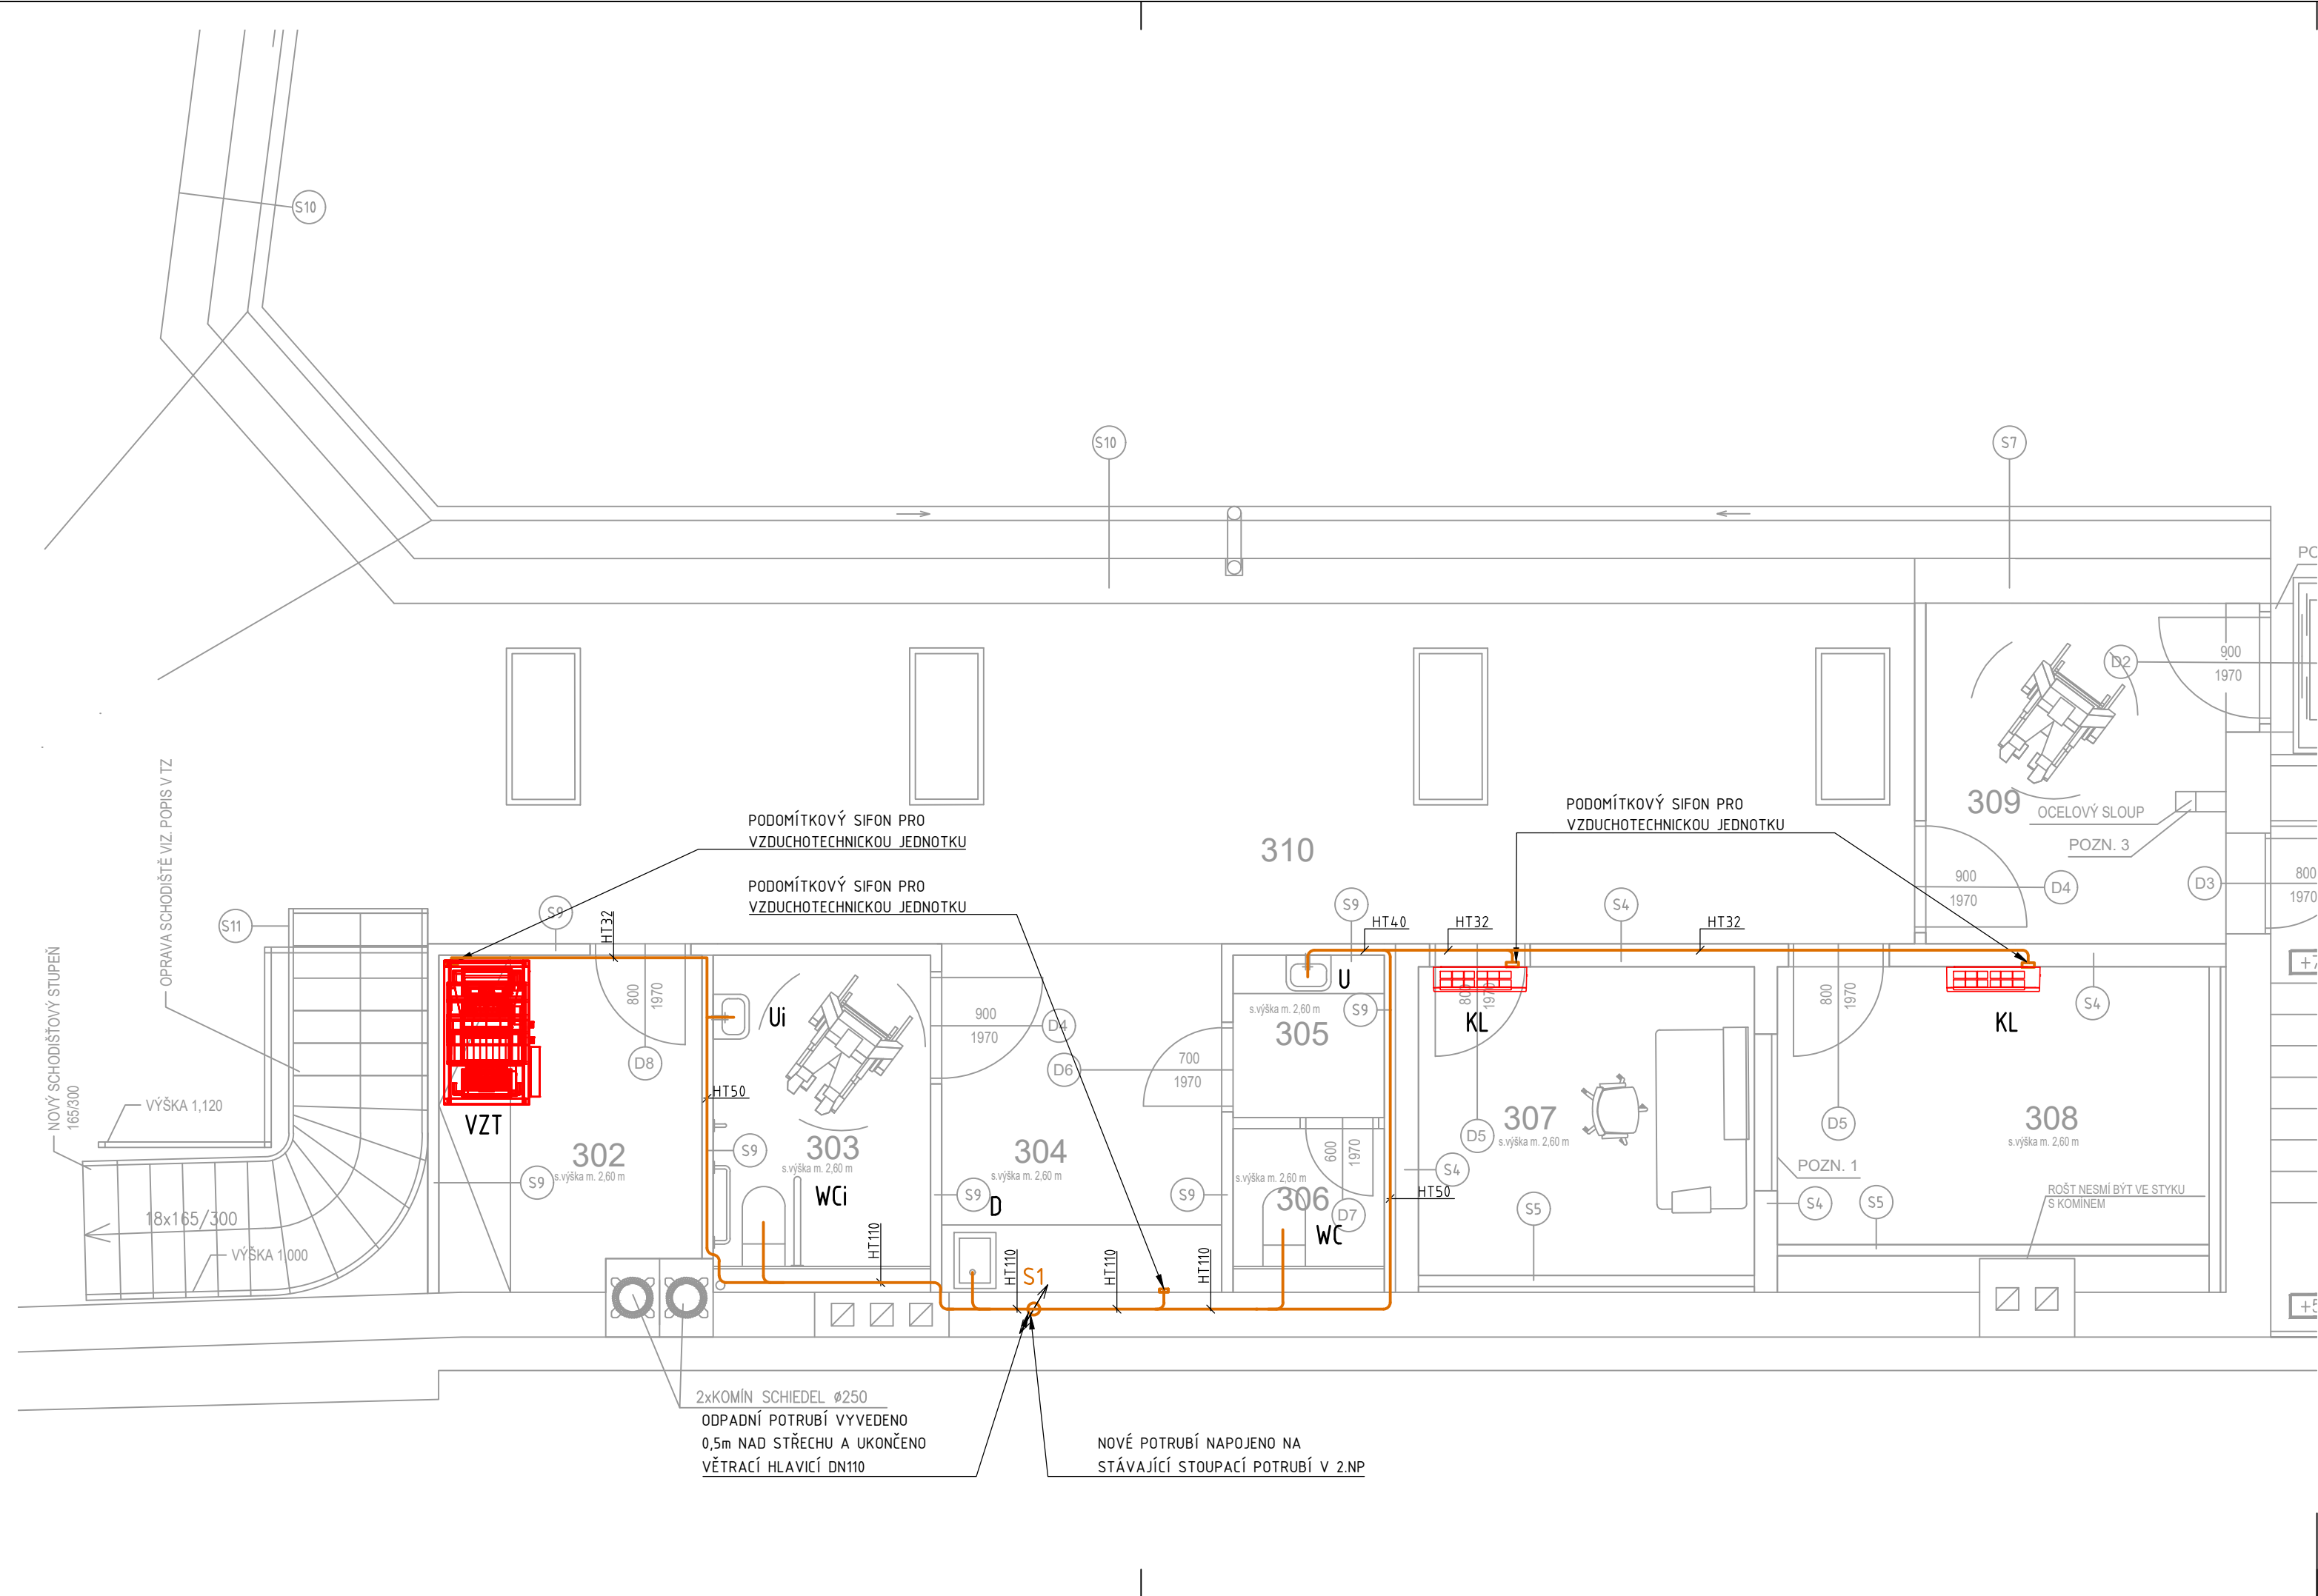 S10
S10
S7
PO
D2
900
1970
309
OCELOVÝ SLOUP
POZN. 3
900
1970
D4
D3
800
1970
OPRAVA SCHODIŠTĚ VIZ. POPIS V TZ
NOVÝ SCHODIŠŤOVÝ STUPEŇ
165/300
PODOMÍTKOVÝ SIFON PRO
VZDUCHOTECHNICKOU JEDNOTKU
PODOMÍTKOVÝ SIFON PRO
VZDUCHOTECHNICKOU JEDNOTKU
310
PODOMÍTKOVÝ SIFON PRO
VZDUCHOTECHNICKOU JEDNOTKU
S11
S9
HT32
S9
HT40
HT32
S4
HT32
+7
VÝŠKA 1,120
VZT
302
s.výška m. 2,60 m
S9
800
1970
D8
HT50
Ui
S9
303
s.výška m. 2,60 m
WCi
HT110
900
1970
D4
D6
700
1970
304
s.výška m. 2,60 m
S9
D
S9
U
s.výška m. 2,60 m
S9
305
600
1970
s.výška m. 2,60 m
306
D7
WC
HT50
S4
KL
800
1970
D5
307
s.výška m. 2,60 m
S5
800
1970
D5
POZN. 1
S4
S5
KL
S4
308
s.výška m. 2,60 m
ROŠT NESMÍ BÝT VE STYKU
S KOMÍNEM
18x165/300
VÝŠKA 1,000
HT110
S1
HT110
HT110
+5
2xKOMÍN SCHIEDEL ø250
ODPADNÍ POTRUBÍ VYVEDENO
0,5m NAD STŘECHU A UKONČENO
VĚTRACÍ HLAVICÍ DN110
NOVÉ POTRUBÍ NAPOJENO NA
STÁVAJÍCÍ STOUPACÍ POTRUBÍ V 2.NP